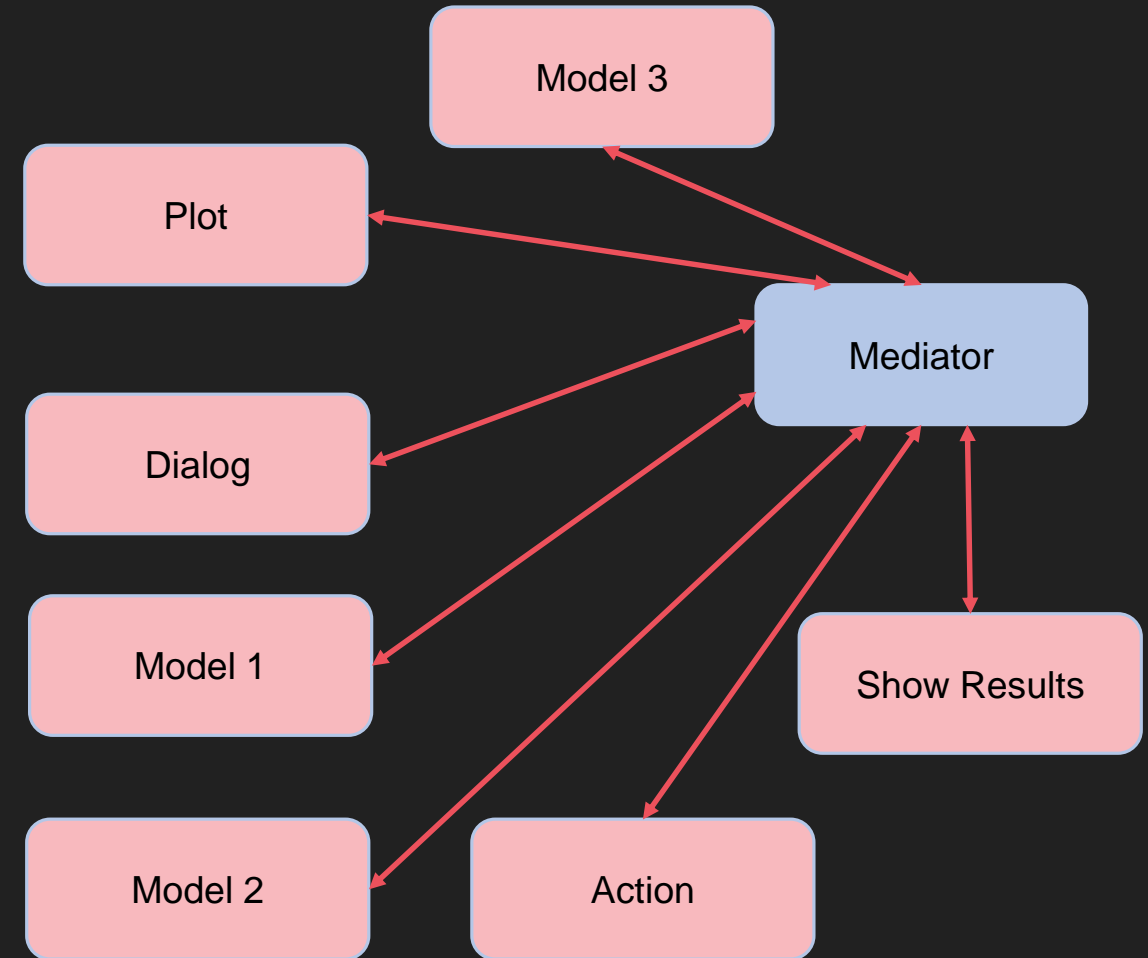 Model 3
Plot
Mediator
Dialog
Model 1
Show Results
Model 2
Action